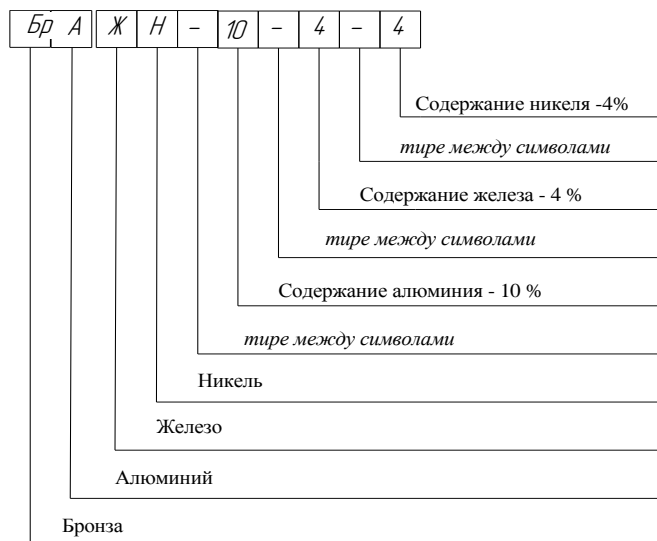 Бр А Ж Н - 10 - 4 - 4
Содержание никеля -4%
тире между символами
Содержание железа - 4 %
тире между символами
Содержание алюминия - 10 %
тире между символами
Никель
Железо
Алюминий
Бронза